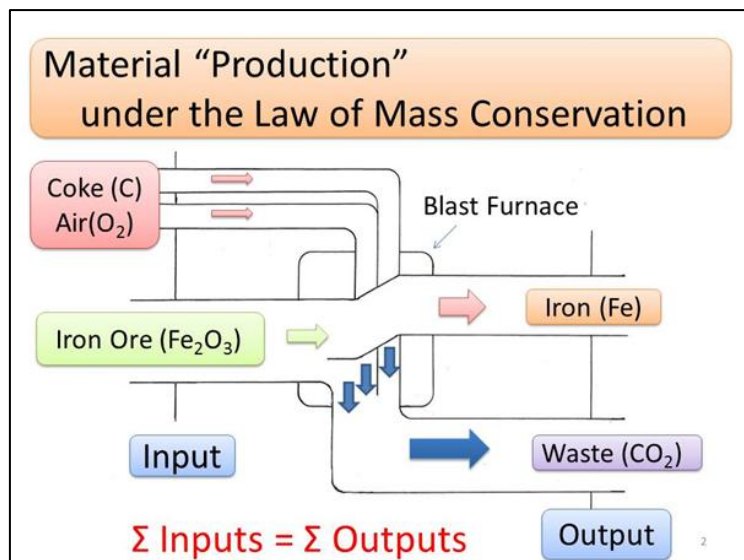 Material “Production”
under the Law of Mass Conservation
Coke (C)
Air(O₂)
Blast Furnace
Iron Ore (Fe₂O₃)
Iron (Fe)
Input
Waste (CO₂)
Σ Inputs = Σ Outputs
Output
2